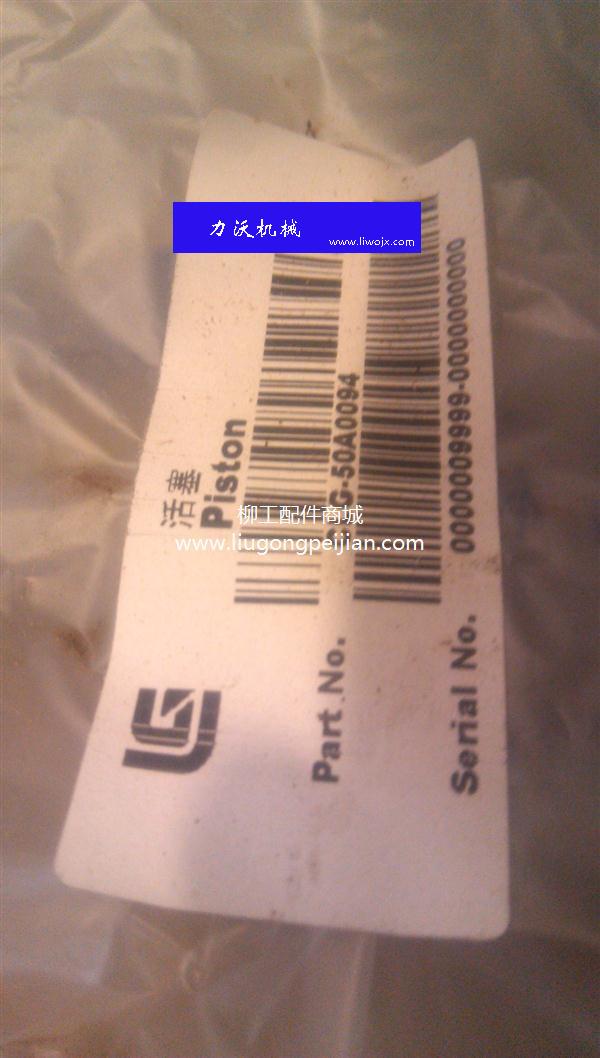 力沃机械
www.liwojx.com
活塞
Piston
柳工配件商城
www.liugongpeijian.com
Part No.
G-50A0094
Serial No.
0000009999-00000000000